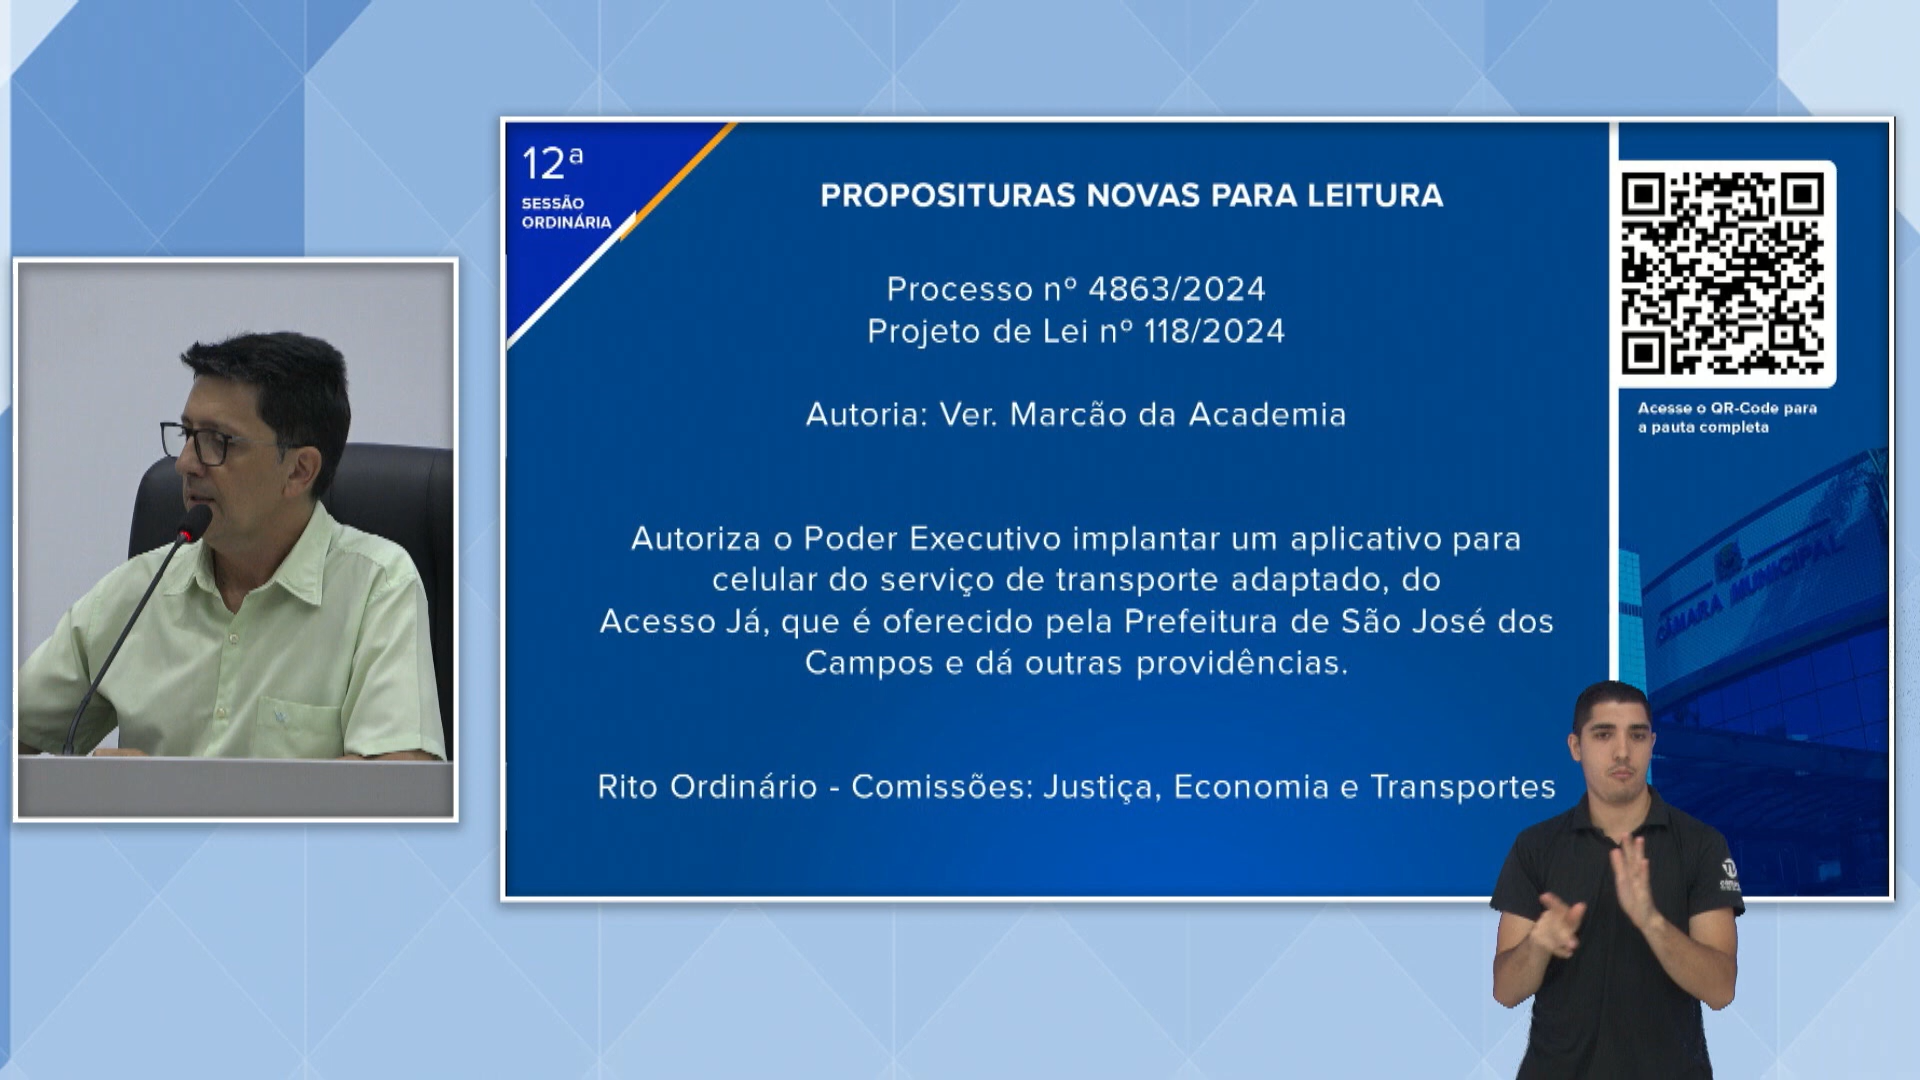 12ª
SESSÃO
ORDINÁRIA
PROPOSITURAS NOVAS PARA LEITURA
Processo nº 4863/2024
Projeto de Lei nº 118/2024
Autoria: Ver. Marcão da Academia
Autoriza o Poder Executivo implantar um aplicativo para
celular do serviço de transporte adaptado, do
Acesso Já, que é oferecido pela Prefeitura de São José dos
Campos e dá outras providências.
Rito Ordinário - Comissões: Justiça, Economia e Transportes
Acesse o QR-Code para
a pauta completa
CÂMARA MUNICIPAL